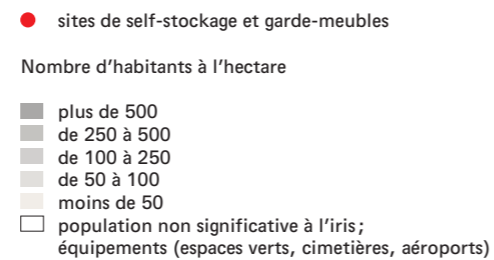 sites de self-stockage et garde-meubles
Nombre d'habitants à l'hectare
plus de 500
de 250 à 500
de 100 à 250
de 50 à 100
moins de 50
population non significative à l'iris;
équipements (espaces verts, cimetières, aéroports)